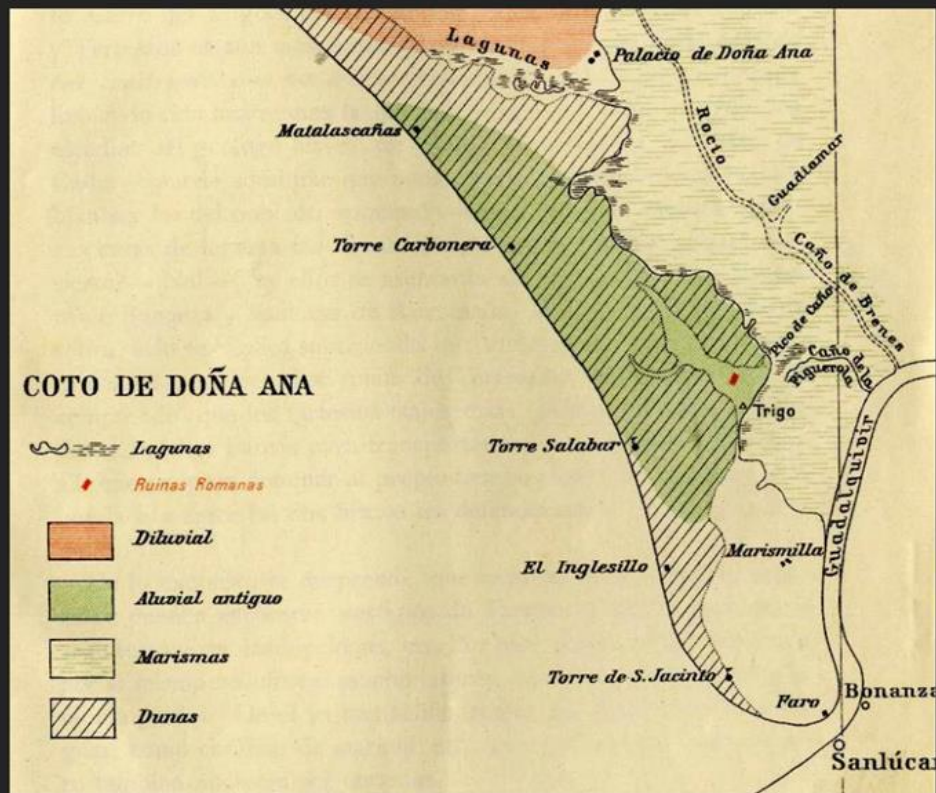 Lagunas
Palacio de Doña Ana
Matalascañas
Rocio
Guadiamar
Torre Carbonera
Caño de Brenes
Pico de Caño
Caño de la
Figuerola
COTO DE DOÑA ANA
Trigo
Lagunas
Torre Salabar
Ruinas Romanas
Guadalquivir
Diluvial
Marismilla
El Inglesillo
Aluvial antiguo
Marismas
Torre de S. Jacinto
Faro
Bonanza
Dunas
Sanlúcar